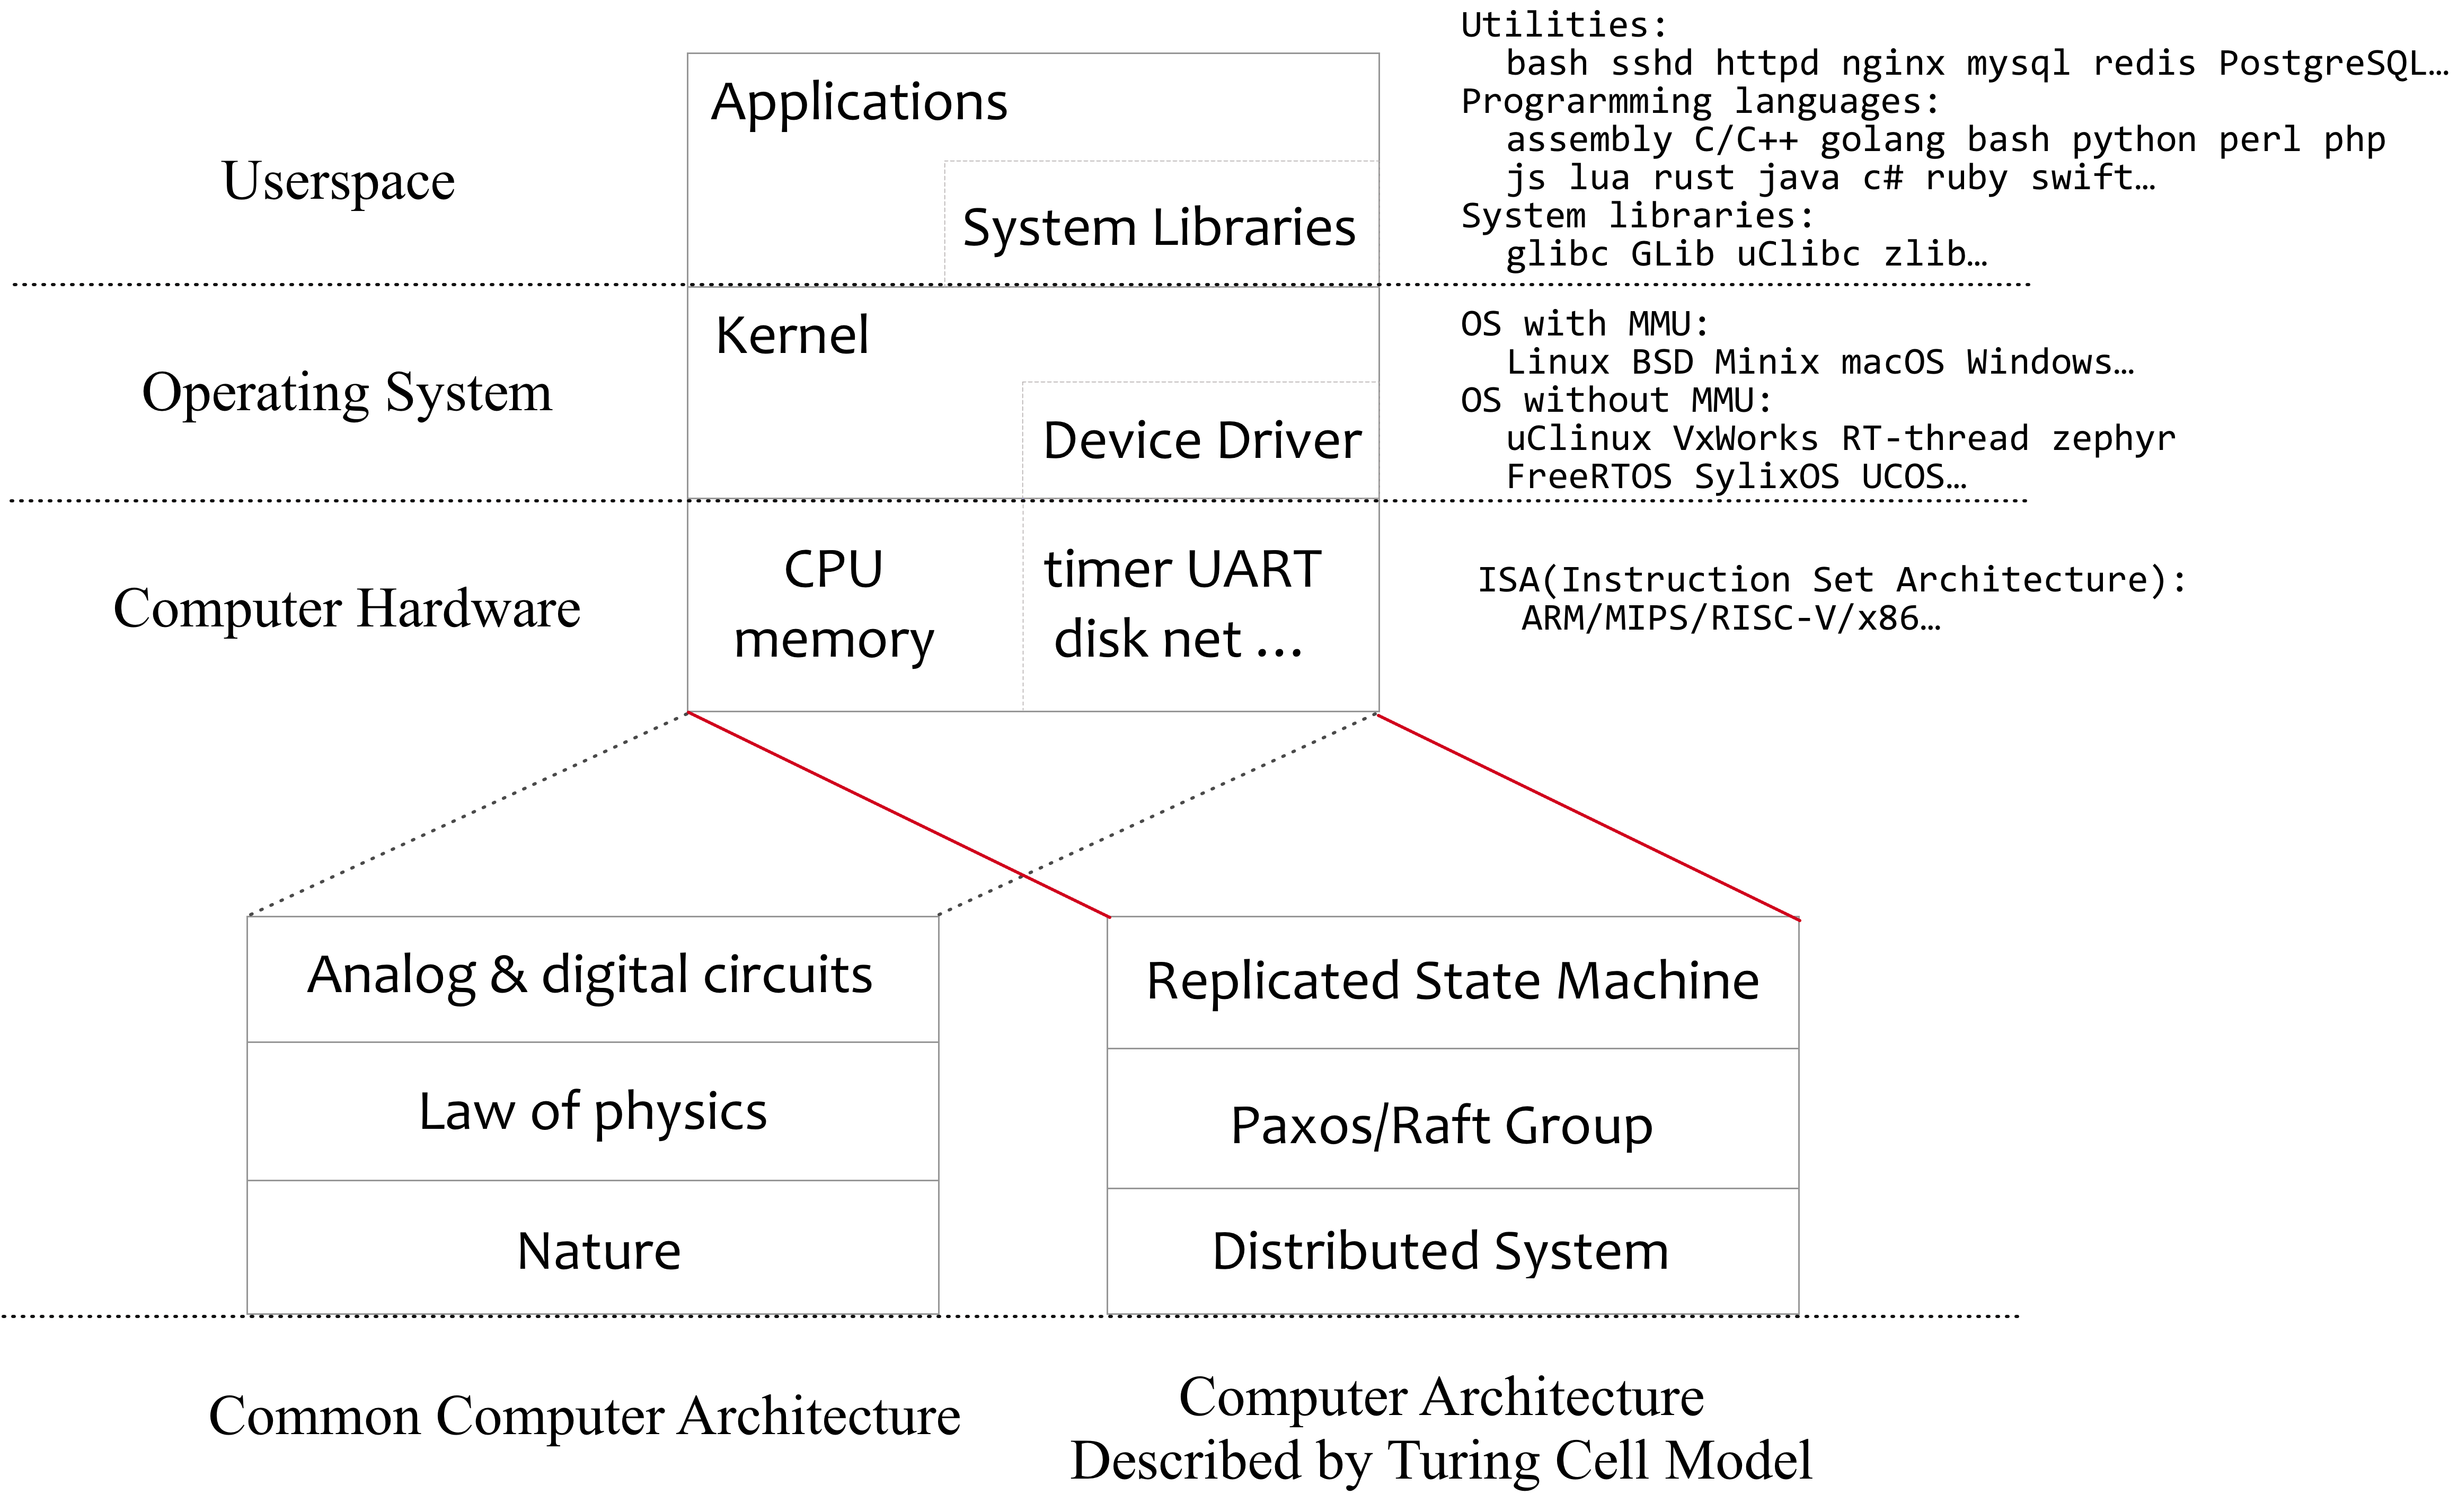 Utilities:
bash sshd httpd nginx mysql redis PostgreSQL…
Prograrmming languages:
assembly C/C++ golang bash python perl php
js lua rust java c# ruby swift…
System libraries:
glibc GLib uClibc zlib…
Userspace
Applications
System Libraries
Operating System
Kernel
Device Driver
OS with MMU:
Linux BSD Minix macOS Windows…
OS without MMU:
uClinux VxWorks RT-thread zephyr
FreeRTOS SylixOS UCOS…
Computer Hardware
CPU
memory
timer UART
disk net …
ISA(Instruction Set Architecture):
ARM/MIPS/RISC-V/x86…
Analog & digital circuits
Law of physics
Nature
Replicated State Machine
Paxos/Raft Group
Distributed System
Common Computer Architecture
Computer Architecture
Described by Turing Cell Model